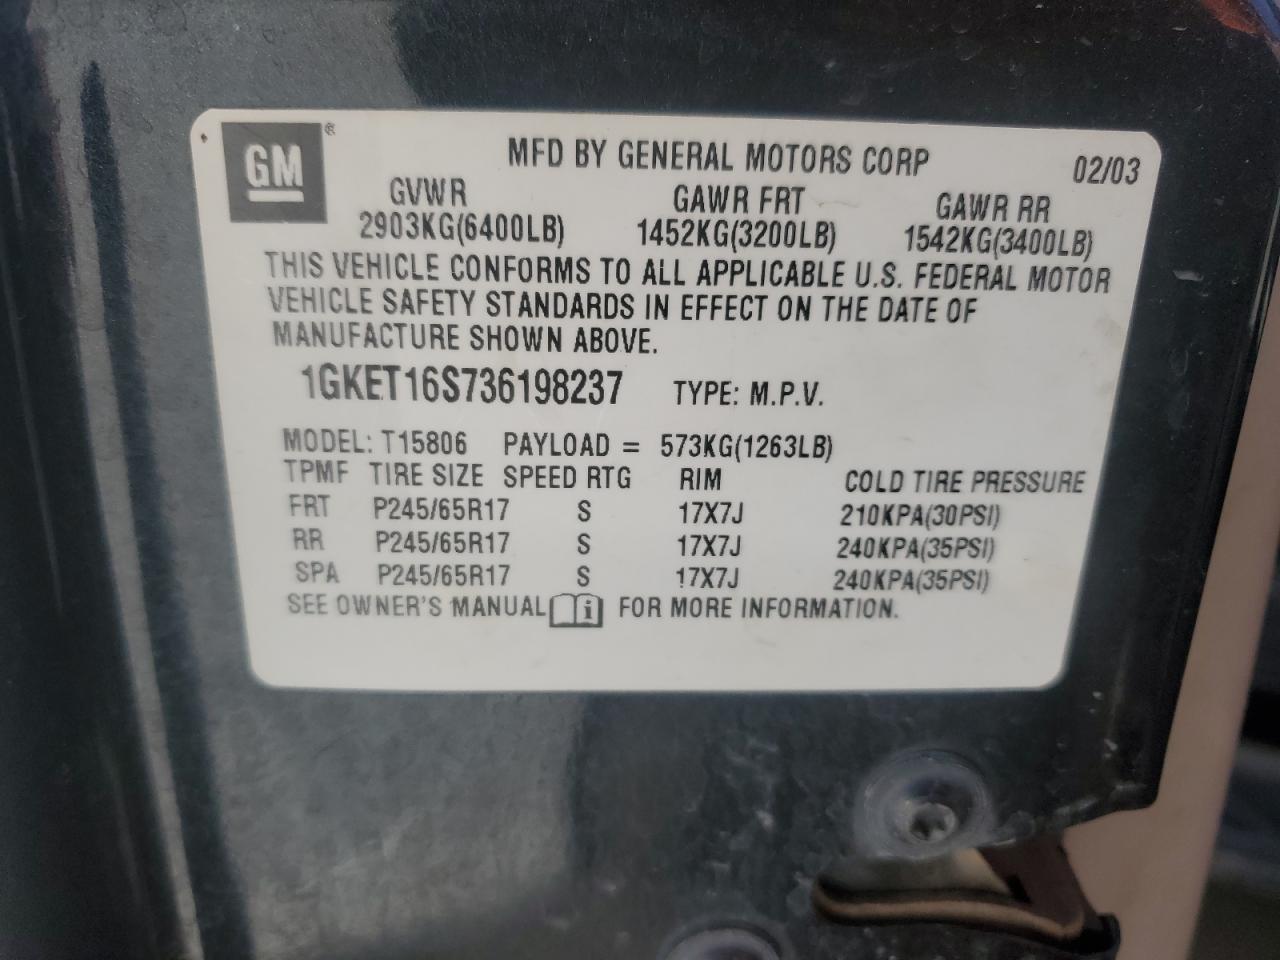 GM ®
MFD BY GENERAL MOTORS CORP 02/03
GVWR GAWR FRT GAWR RR
2903KG(6400LB) 1452KG(3200LB) 1542KG(3400LB)
THIS VEHICLE CONFORMS TO ALL APPLICABLE U.S. FEDERAL MOTOR
VEHICLE SAFETY STANDARDS IN EFFECT ON THE DATE OF
MANUFACTURE SHOWN ABOVE.
1GKET16S736198237 TYPE: M.P.V.
MODEL: T15806 PAYLOAD = 573KG(1263LB)
TPMF TIRE SIZE SPEED RTG RIM COLD TIRE PRESSURE
FRT P245/65R17 S 17X7J 210KPA(30PSI)
RR P245/65R17 S 17X7J 240KPA(35PSI)
SPA P245/65R17 S 17X7J 240KPA(35PSI)
SEE OWNER'S MANUAL i FOR MORE INFORMATION.